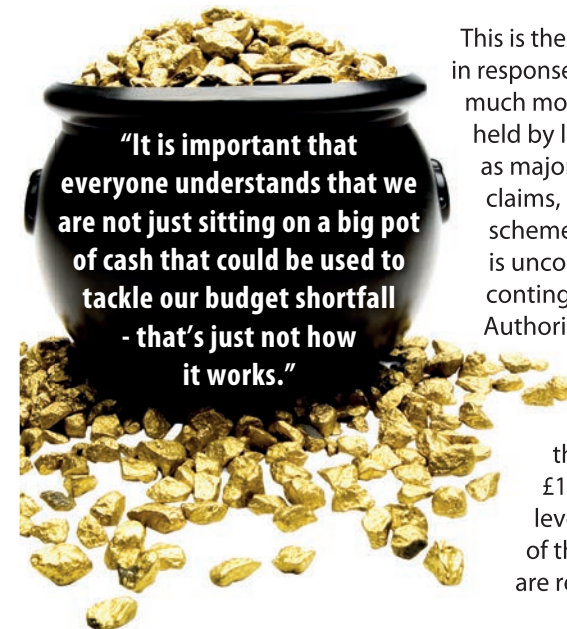 “It is important that
everyone understands that we
are not just sitting on a big pot
of cash that could be used to
tackle our budget shortfall
- that’s just not how
it works.”
This is the
in response
much mo
held by l
as major
claims,
scheme
is unco
conting
Authori
th
£1
leve
of th
are re